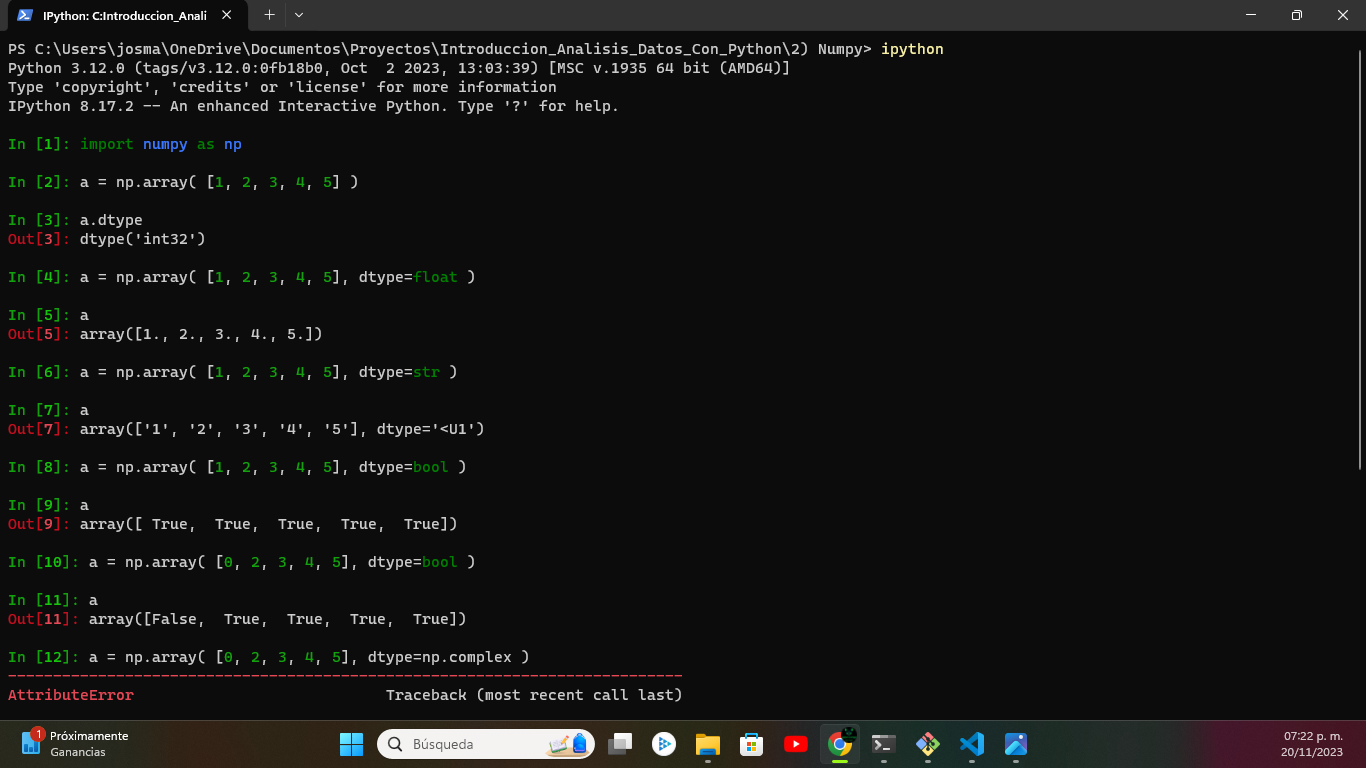 IPython: C:Introduccion_Anali
PS C:\Users\josma\OneDrive\Documentos\Proyectos\Introduccion_Analisis_Datos_Con_Python\2) Numpy> ipython
Python 3.12.0 (tags/v3.12.0:0fb18b0, Oct  2 2023, 13:03:39) [MSC v.1935 64 bit (AMD64)]
Type 'copyright', 'credits' or 'license' for more information
IPython 8.17.2 -- An enhanced Interactive Python. Type '?' for help.
In [1]: import numpy as np
In [2]: a = np.array( [1, 2, 3, 4, 5] )
In [3]: a.dtype
Out[3]: dtype('int32')
In [4]: a = np.array( [1, 2, 3, 4, 5], dtype=float )
In [5]: a
Out[5]: array([1., 2., 3., 4., 5.])
In [6]: a = np.array( [1, 2, 3, 4, 5], dtype=str )
In [7]: a
Out[7]: array(['1', '2', '3', '4', '5'], dtype='<U1')
In [8]: a = np.array( [1, 2, 3, 4, 5], dtype=bool )
In [9]: a
Out[9]: array([ True,  True,  True,  True,  True])
In [10]: a = np.array( [0, 2, 3, 4, 5], dtype=bool )
In [11]: a
Out[11]: array([False,  True,  True,  True,  True])
In [12]: a = np.array( [0, 2, 3, 4, 5], dtype=np.complex )
---------------------------------------------------------------------------
AttributeError                            Traceback (most recent call last)
1
Próximamente
Ganancias
Búsqueda
07:22 p. m.
20/11/2023